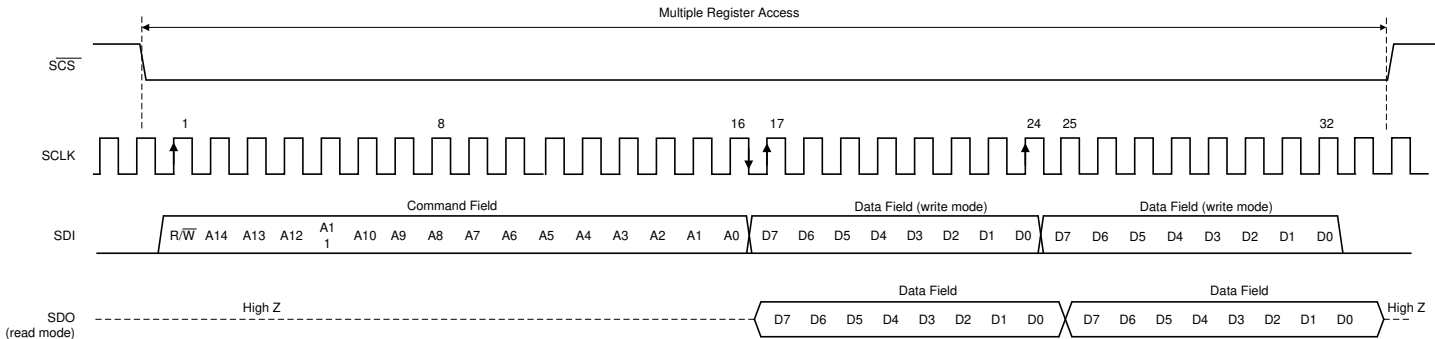 Multiple Register Access
SCS
1 8 16 17 24 25 32
SCLK
Command Field Data Field (write mode) Data Field (write mode)
SDI R/W A14 A13 A12 A11 A10 A9 A8 A7 A6 A5 A4 A3 A2 A1 A0 D7 D6 D5 D4 D3 D2 D1 D0 D7 D6 D5 D4 D3 D2 D1 D0
Data Field Data Field
High Z High Z
SDO D7 D6 D5 D4 D3 D2 D1 D0 D7 D6 D5 D4 D3 D2 D1 D0
(read mode)